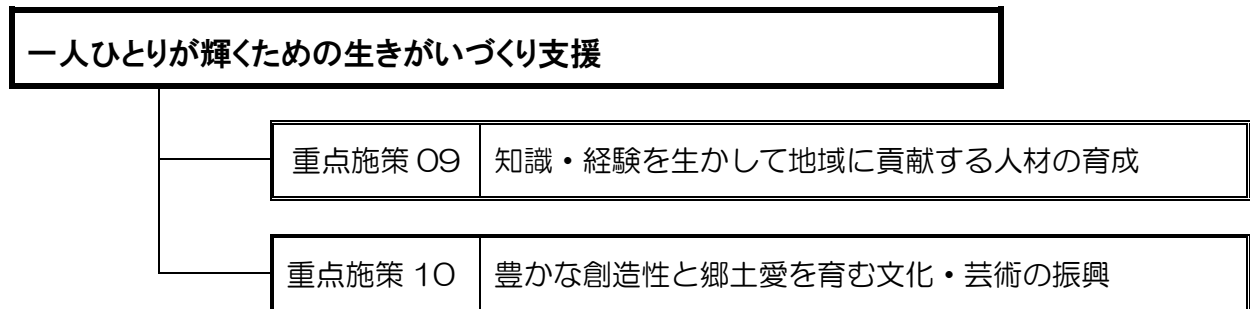 一人ひとりが輝くための生きがいづくり支援
重点施策 09 知識・経験を生かして地域に貢献する人材の育成
重点施策 10 豊かな創造性と郷土愛を育む文化・芸術の振興